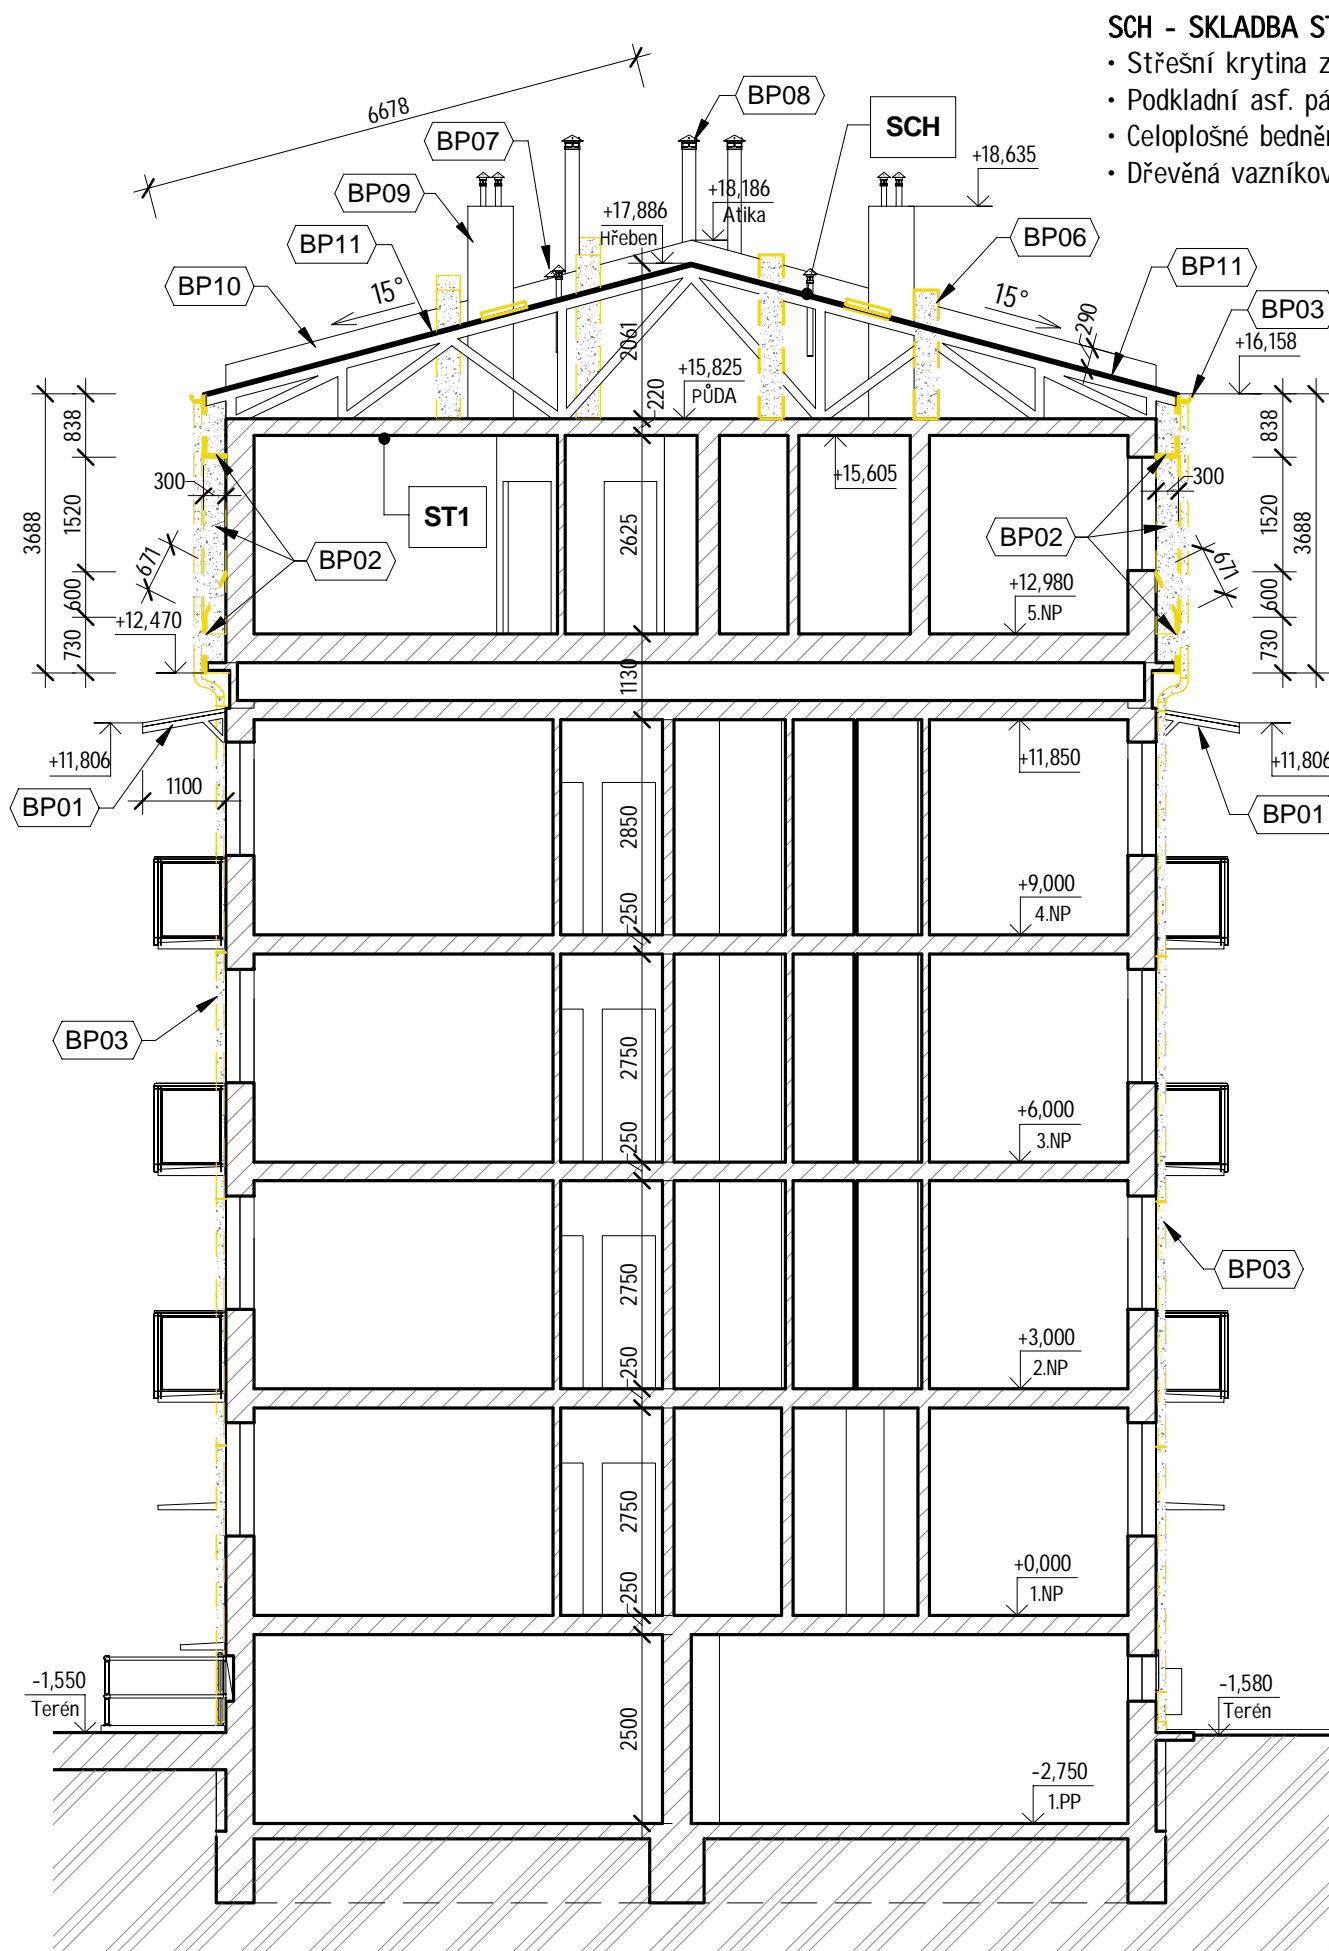 SCH - SKLADBA
• Střešní krytina
• Podkladní asf.
• Celoplošné
• Dřevěná
6678
BP08
BP07
SCH
BP09
+18,635
+18,186
Atika
+17,886
Hřeben
BP11
BP06
BP11
BP10
15°
15°
BP03
290
+16,158
2061
+15,825
PŮDA
220
838
838
+15,605
300
300
ST1
3688
1520
2625
1520
3688
BP02
BP02
671
671
+12,980
5.NP
600
600
+12,470
730
730
1130
+11,806
+11,850
+11,806
1100
BP01
BP01
2850
+9,000
4.NP
250
BP03
2750
+6,000
3.NP
250
BP03
2750
+3,000
2.NP
250
2750
+0,000
1.NP
250
-1,550
Terén
-1,580
Terén
2500
-2,750
1.PP